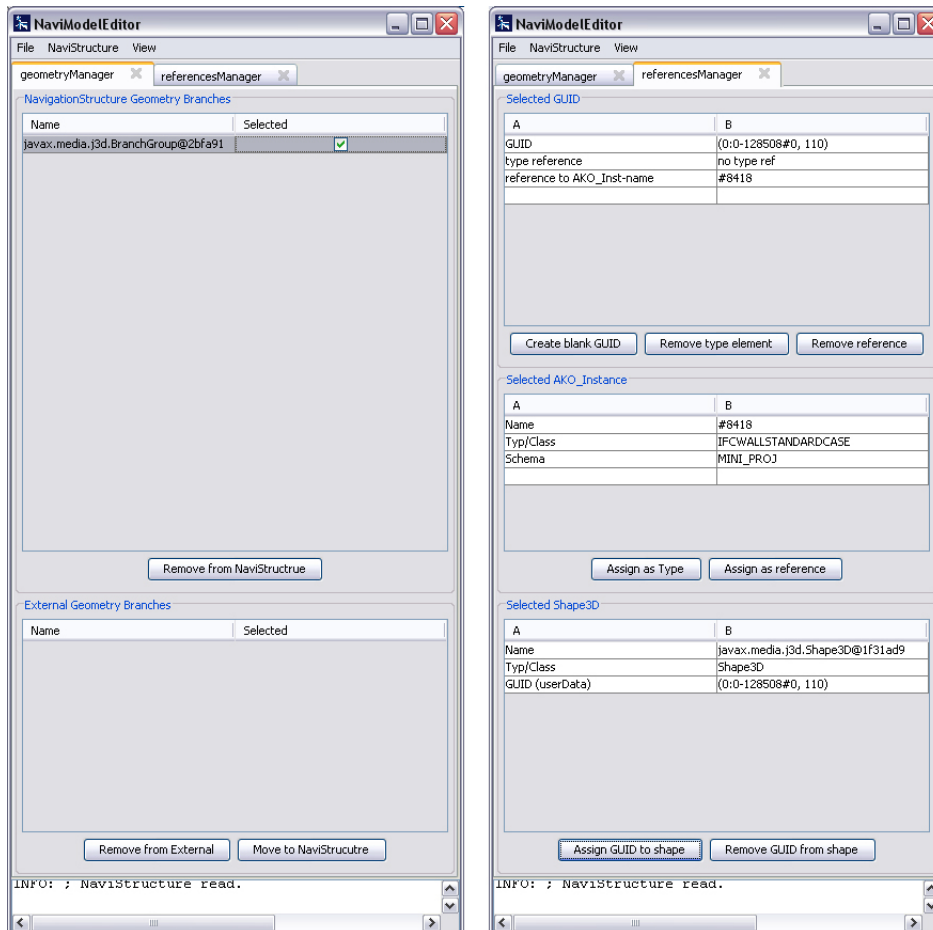 NaviModelEditor
File NaviStructure View
geometryManager referencesManager
NavigationStructure Geometry Branches
Name Selected
javax.media.j3d.BranchGroup@2bfa91
Remove from NaviStructrue
External Geometry Branches
Name Selected
Remove from External Move to NaviStrucutre
INFO: ; NaviStructure read.
NaviModelEditor
File NaviStructure View
geometryManager referencesManager
Selected GUID
A B
GUID (0:0-128508#0, 110)
type reference no type ref
reference to AKO_Inst-name #8418
Create blank GUID Remove type element Remove reference
Selected AKO_Instance
A B
Name #8418
Typ/Class IFCWALLSTANDARDCASE
Schema MINI_PROJ
Assign as Type Assign as reference
Selected Shape3D
A B
Name javax.media.j3d.Shape3D@1f31ad9
Typ/Class Shape3D
GUID (userData) (0:0-128508#0, 110)
Assign GUID to shape Remove GUID from shape
INFO: ; NaviStructure read.